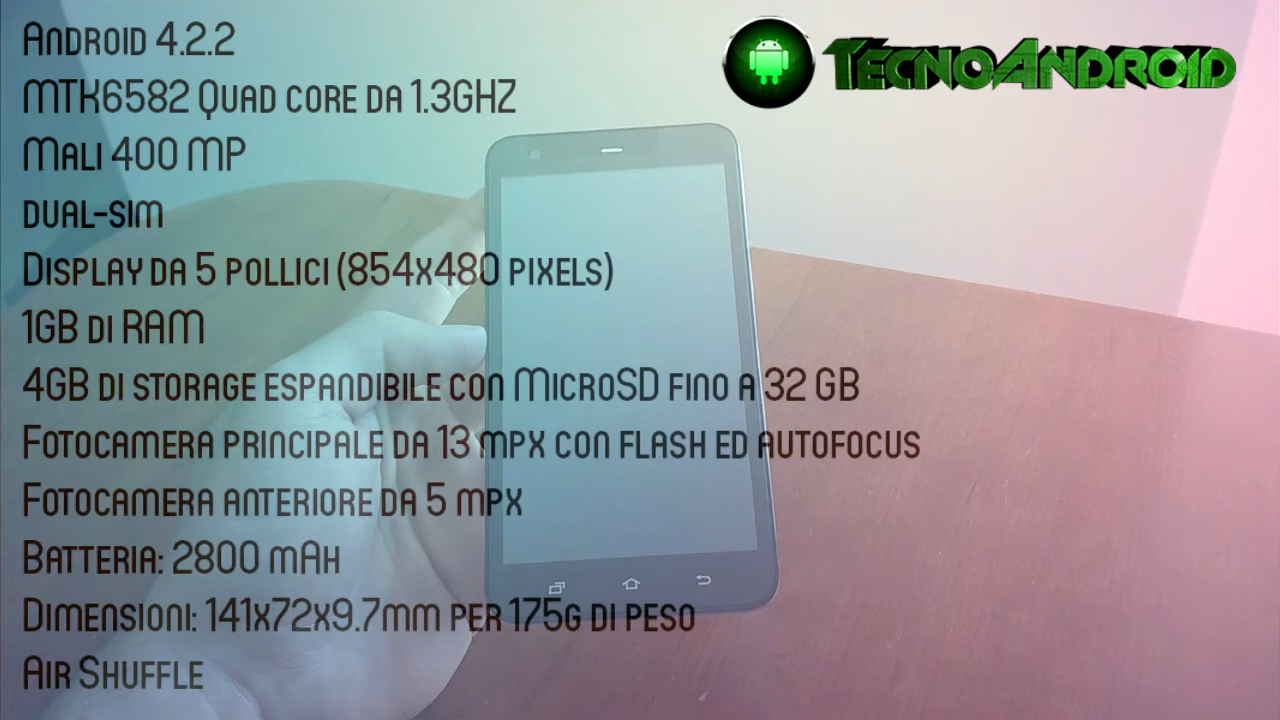 Android 4.2.2
TecnoAndroid
MTK6582 Quad core da 1.3GHZ
Mali 400 MP
dual-sim
Display da 5 pollici (854x480 pixels)
1GB di RAM
4GB di storage espandibile con MicroSD fino a 32 GB
Fotocamera principale da 13 mpx con flash ed autofocus
Fotocamera anteriore da 5 mpx
Batteria: 2800 mAh
Dimensioni: 141x72x9.7mm per 175g di peso
Air Shuffle